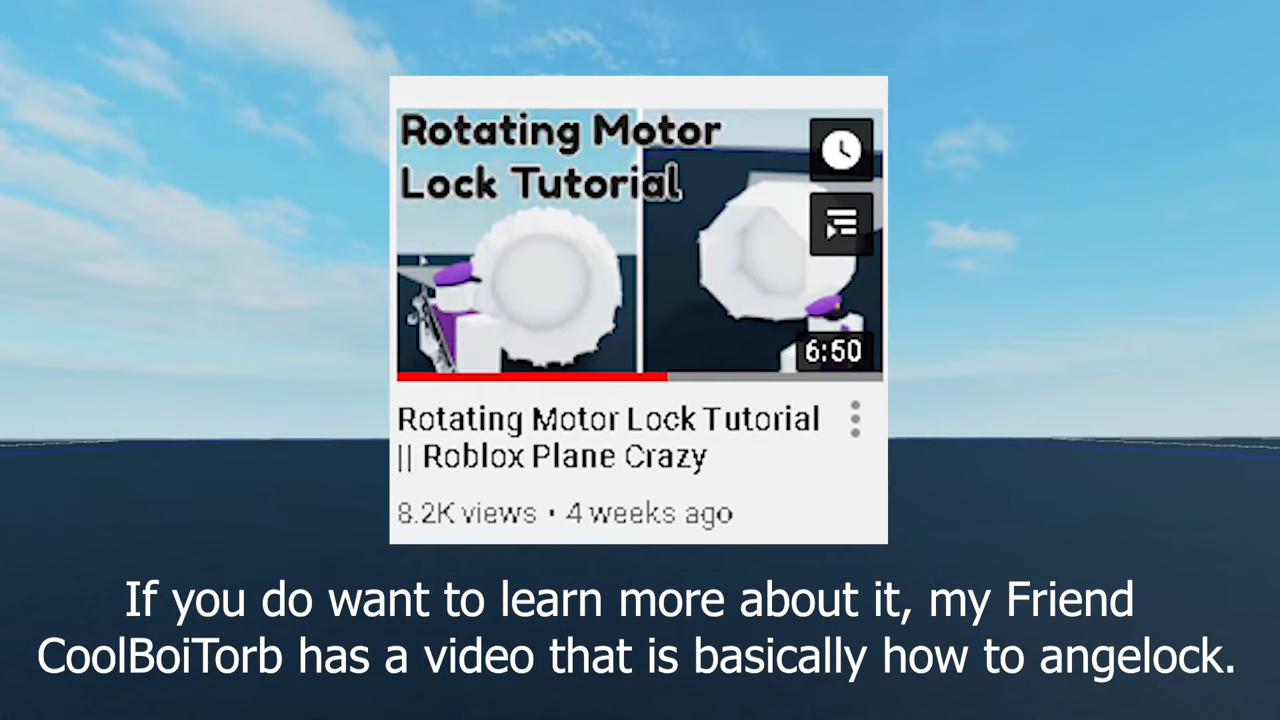 Rotating Motor
Lock Tutorial
6:50
Rotating Motor Lock Tutorial
|| Roblox Plane Crazy
8.2K views • 4 weeks ago
If you do want to learn more about it, my Friend
CoolBoiTorb has a video that is basically how to angelock.